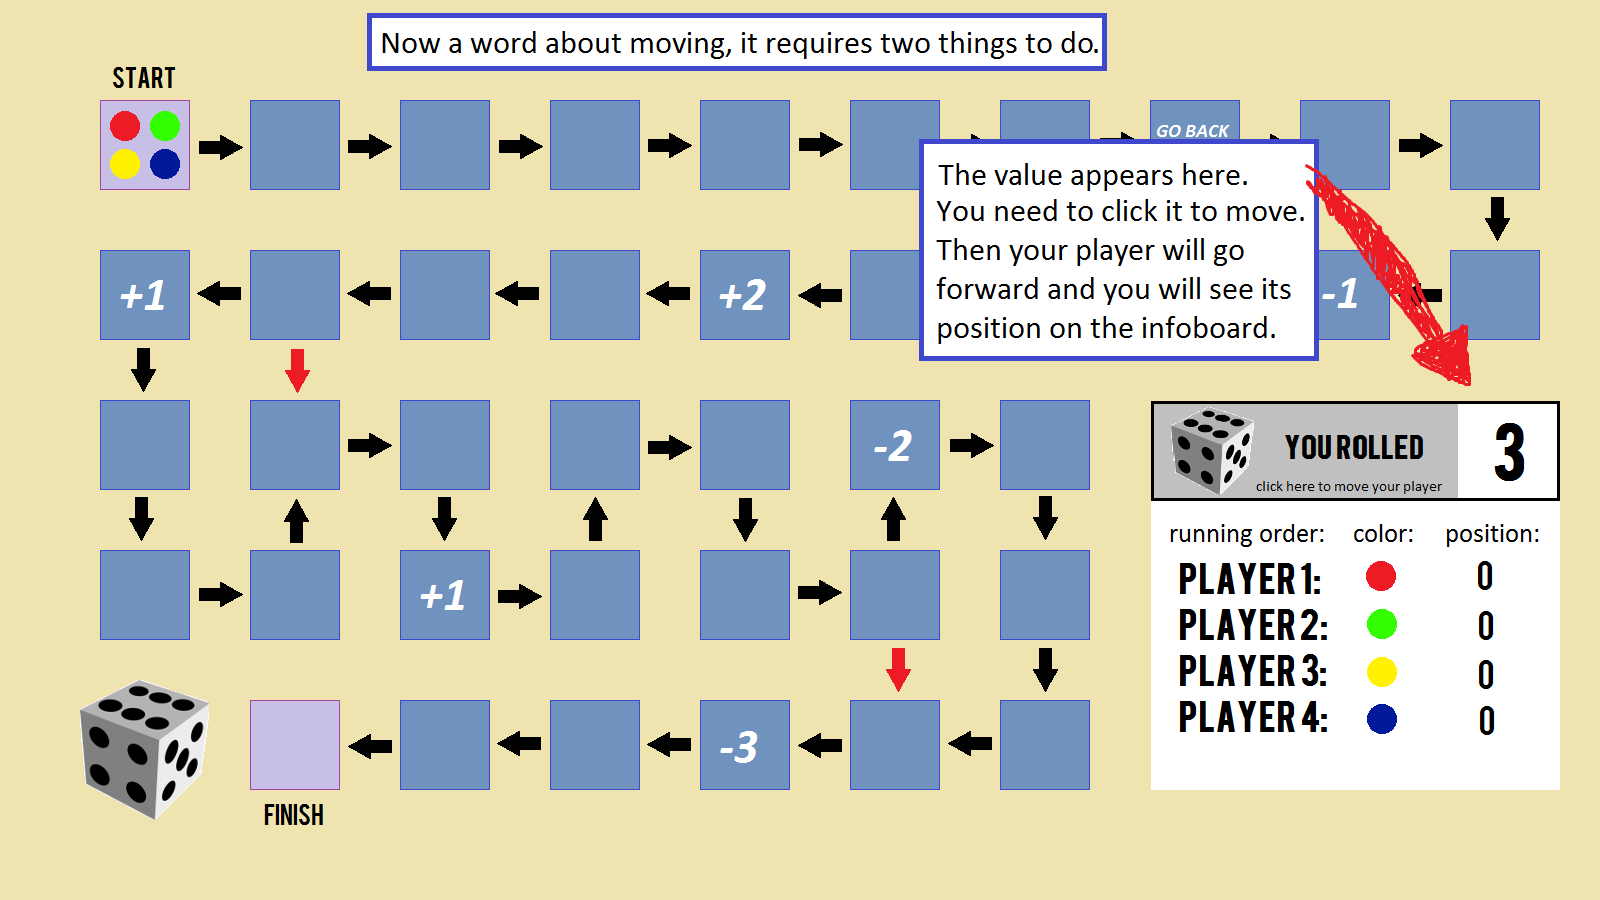 Now a word about moving, it requires two things to do.
START
GO BACK
The value appears here.
You need to click it to move.
Then your player will go
forward and you will see its
position on the infoboard.
+1
+2
-1
-2
YOU ROLLED
3
click here to move your player
running order: color: position:
PLAYER 1: 0
PLAYER 2: 0
PLAYER 3: 0
PLAYER 4: 0
+1
-3
FINISH